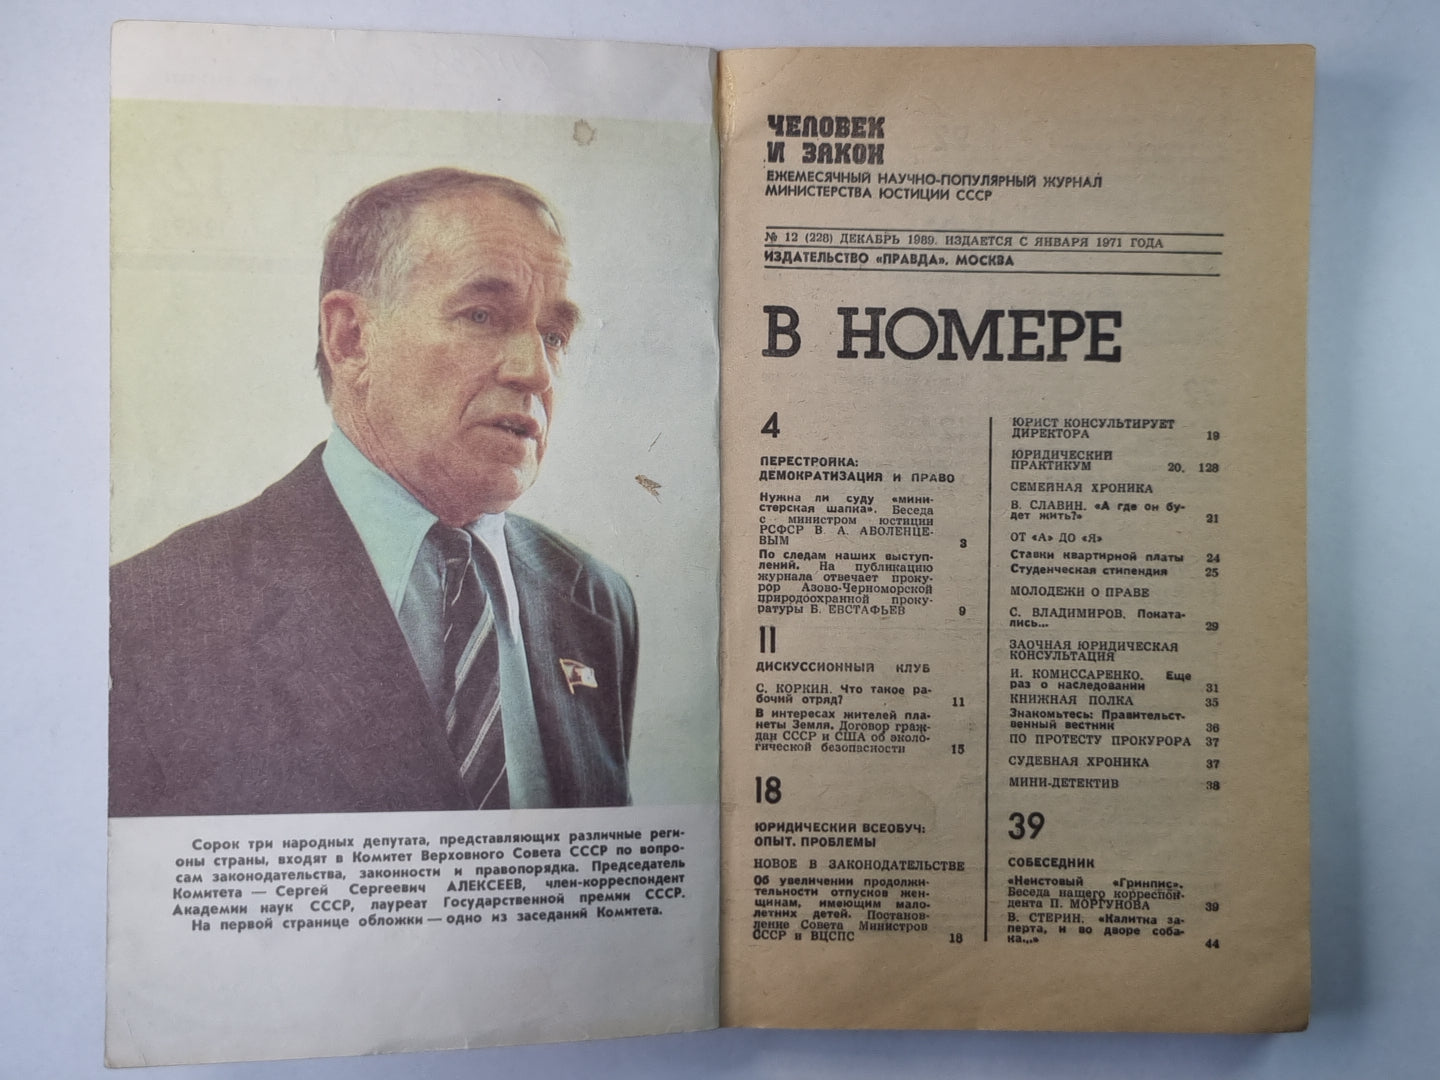 Сорок три народных депутата, представляющих различные реги-
оны страны, входят в Комитет Верховного Совета СССР по вопро-
сам законодательства, законности и правопорядка. Председатель
Комитета — Сергей Сергеевич АЛЕКСЕЕВ, член-корреспондент
Академии наук СССР, лауреат Государственной премии СССР.
На первой странице обложки — одно из заседаний Комитета.
ЧЕЛОВЕК
И ЗАКОН
ЕЖЕМЕСЯЧНЫЙ НАУЧНО-ПОПУЛЯРНЫЙ ЖУРНАЛ
МИНИСТЕРСТВА ЮСТИЦИИ СССР
№ 12 (228) ДЕКАБРЬ 1989. ИЗДАЕТСЯ С ЯНВАРЯ 1971 ГОДА
ИЗДАТЕЛЬСТВО «ПРАВДА». МОСКВА
В НОМЕРЕ
4
ПЕРЕСТРОЙКА:
ДЕМОКРАТИЗАЦИЯ И ПРАВО
Нужна ли суду «мини-
стерская шапка». Беседа
с министром юстиции
РСФСР В. А. АБОЛЕНЦЕ-
ВЫМ 3
По следам наших выступ-
лений. На публикацию
журнала отвечает проку-
рор Азово-Черноморской
природоохранной проку-
ратуры Б. ЕВСТАФЬЕВ 9
11
ДИСКУССИОННЫЙ КЛУБ
С. КОРКИН. Что такое ра-
бочий отряд? 11
В интересах жителей пла-
неты Земля. Договор граж-
дан СССР и США об эколо-
гической безопасности 15
18
ЮРИДИЧЕСКИЙ ВСЕОБУЧ:
ОПЫТ. ПРОБЛЕМЫ
НОВОЕ В ЗАКОНОДАТЕЛЬСТВЕ
Об увеличении продолжи-
тельности отпусков жен-
щинам, имеющим мало-
летних детей. Постанов-
ление Совета Министров
СССР и ВЦСПС 18
ЮРИСТ КОНСУЛЬТИРУЕТ
ДИРЕКТОРА 19
ЮРИДИЧЕСКИЙ
ПРАКТИКУМ 20, 128
СЕМЕЙНАЯ ХРОНИКА
В. СЛАВИН. «А где он бу-
дет жить?» 21
ОТ «А» ДО «Я»
Ставки квартирной платы 24
Студенческая стипендия 25
МОЛОДЕЖИ О ПРАВЕ
С. ВЛАДИМИРОВ. Поката-
лись... 29
ЗАОЧНАЯ ЮРИДИЧЕСКАЯ
КОНСУЛЬТАЦИЯ
И. КОМИССАРЕНКО. Еще
раз о наследовании 31
КНИЖНАЯ ПОЛКА 35
Знакомьтесь: Правительст-
венный вестник 36
ПО ПРОТЕСТУ ПРОКУРОРА 37
СУДЕБНАЯ ХРОНИКА 37
МИНИ-ДЕТЕКТИВ 38
39
СОБЕСЕДНИК
«Неистовый «Гринпис».
Беседа нашего корреспон-
дента П. МОРГУНОВА 39
В. СТЕРИН. «Калитка за-
перта, и во дворе соба-
ка...» 44